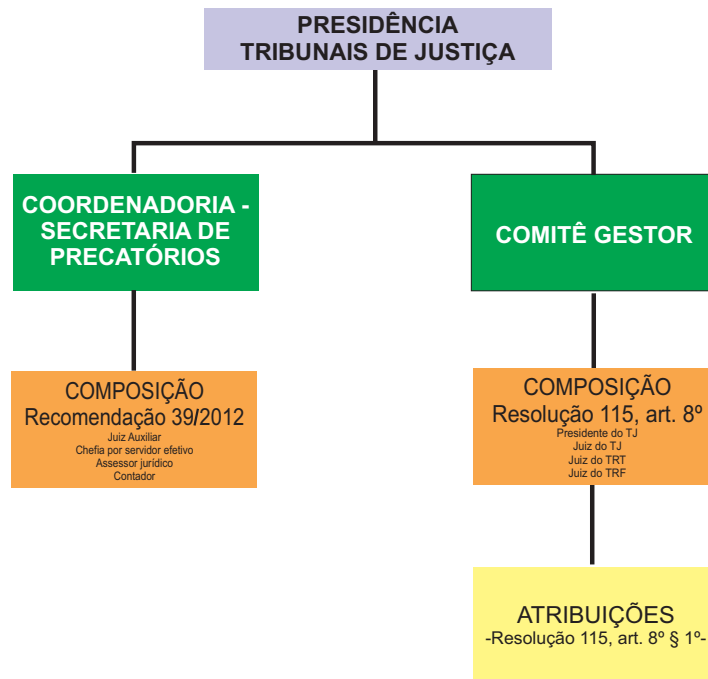 PRESIDÊNCIA
TRIBUNAIS DE JUSTIÇA
COORDENADORIA -
SECRETARIA DE
PRECATÓRIOS
COMITÊ GESTOR
COMPOSIÇÃO
Recomendação 39/2012
Juiz Auxiliar
Chefia por servidor efetivo
Assessor jurídico
Contador
COMPOSIÇÃO
Resolução 115, art. 8º
Presidente do TJ
Juiz do TJ
Juiz do TRT
Juiz do TRF
ATRIBUIÇÕES
-Resolução 115, art. 8º § 1º-